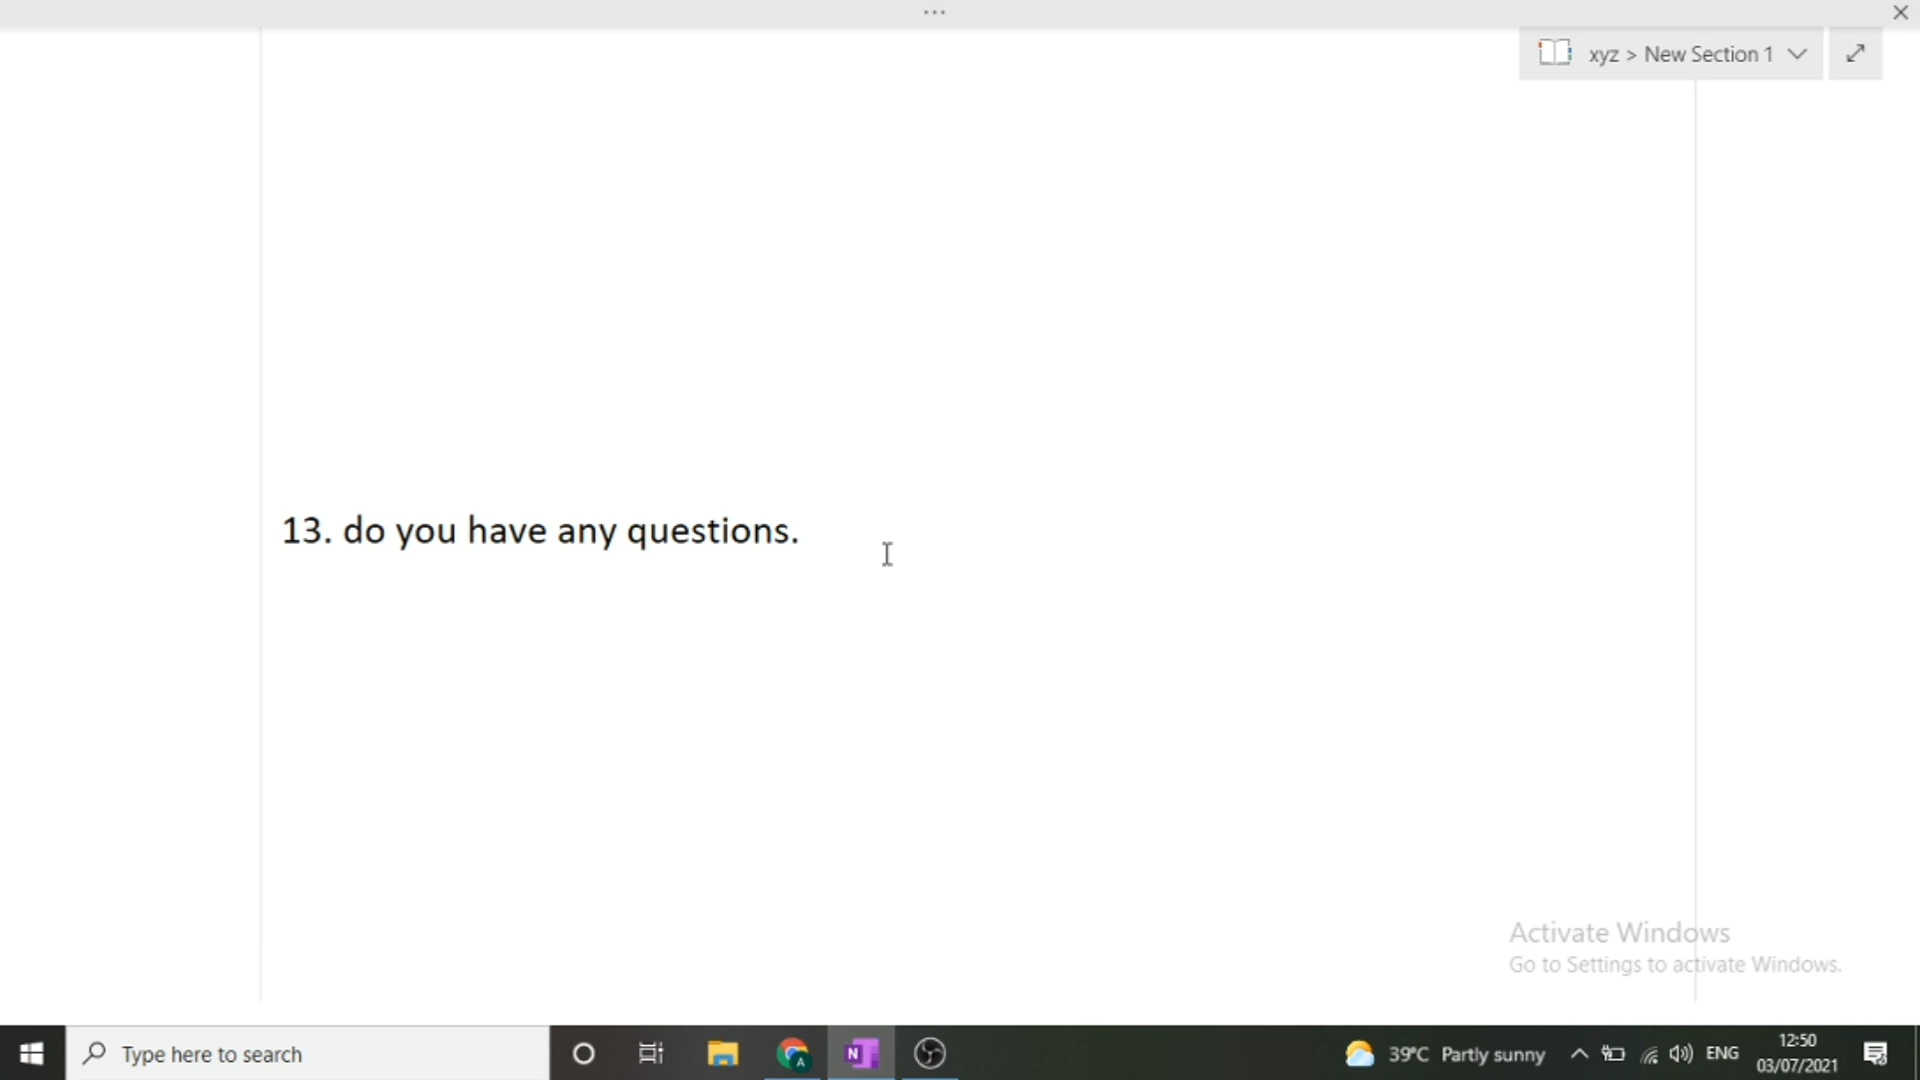 xyz > New Section 1
13. do you have any questions.
Activate Windows
Go to Settings to activate Windows.
Type here to search
39°C Partly sunny
ENG
12:50
03/07/2021